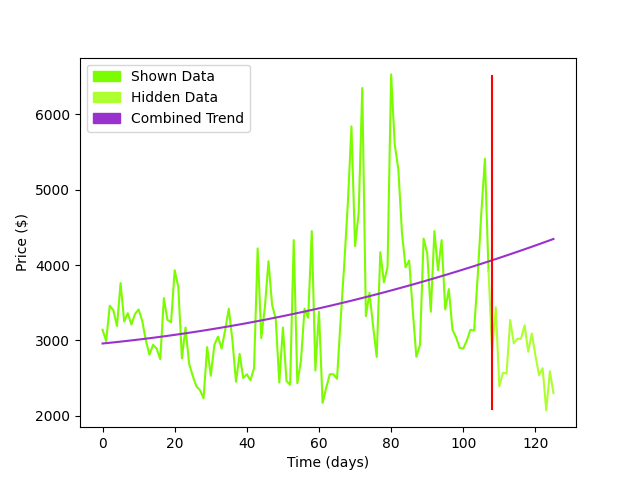 Shown Data
Hidden Data
Combined Trend
6000
5000
4000
3000
2000
Price ($)
0 20 40 60 80 100 120
Time (days)